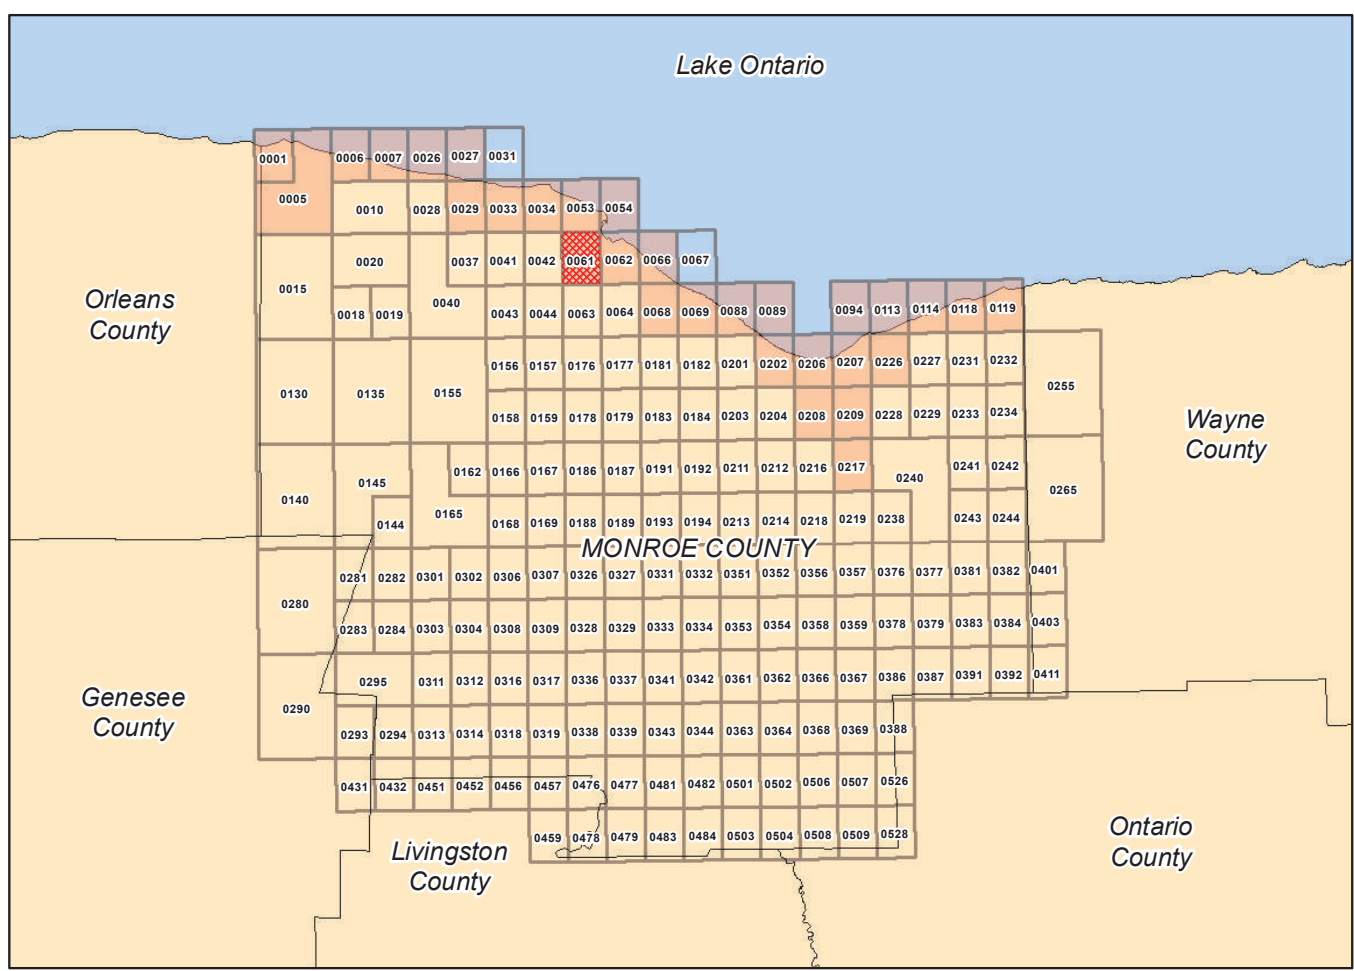 Lake Ontario
0001 0006 0007 0026 0027 0031
0005 0010 0028 0029 0033 0034 0053 0054
0015 0020 0037 0041 0042 0061 0062 0066 0067
0018 0019 0040 0043 0044 0063 0064 0068 0069 0088 0089 0094 0113 0114 0118 0119
Orleans
County
0156 0157 0176 0177 0181 0182 0201 0202 0206 0207 0226 0227 0231 0232
0130 0135 0155 0255
0158 0159 0178 0179 0183 0184 0203 0204 0208 0209 0228 0229 0233 0234
Wayne
County
0162 0166 0167 0186 0187 0191 0192 0211 0212 0216 0217 0240 0241 0242
0140 0145 0265
0144 0165 0168 0169 0188 0189 0193 0194 0213 0214 0218 0219 0238 0243 0244
MONROE COUNTY
0281 0282 0301 0302 0306 0307 0326 0327 0331 0332 0351 0352 0356 0357 0376 0377 0381 0382 0401
0280
0283 0284 0303 0304 0308 0309 0328 0329 0333 0334 0353 0354 0358 0359 0378 0379 0383 0384 0403
0295 0311 0312 0316 0317 0336 0337 0341 0342 0361 0362 0366 0367 0386 0387 0391 0392 0411
Genesee
County
0290
0293 0294 0313 0314 0318 0319 0338 0339 0343 0344 0363 0364 0368 0369 0388
0431 0432 0451 0452 0456 0457 0476 0477 0481 0482 0501 0502 0506 0507 0526
0459 0478 0479 0483 0484 0503 0504 0508 0509 0528
Livingston
County
Ontario
County